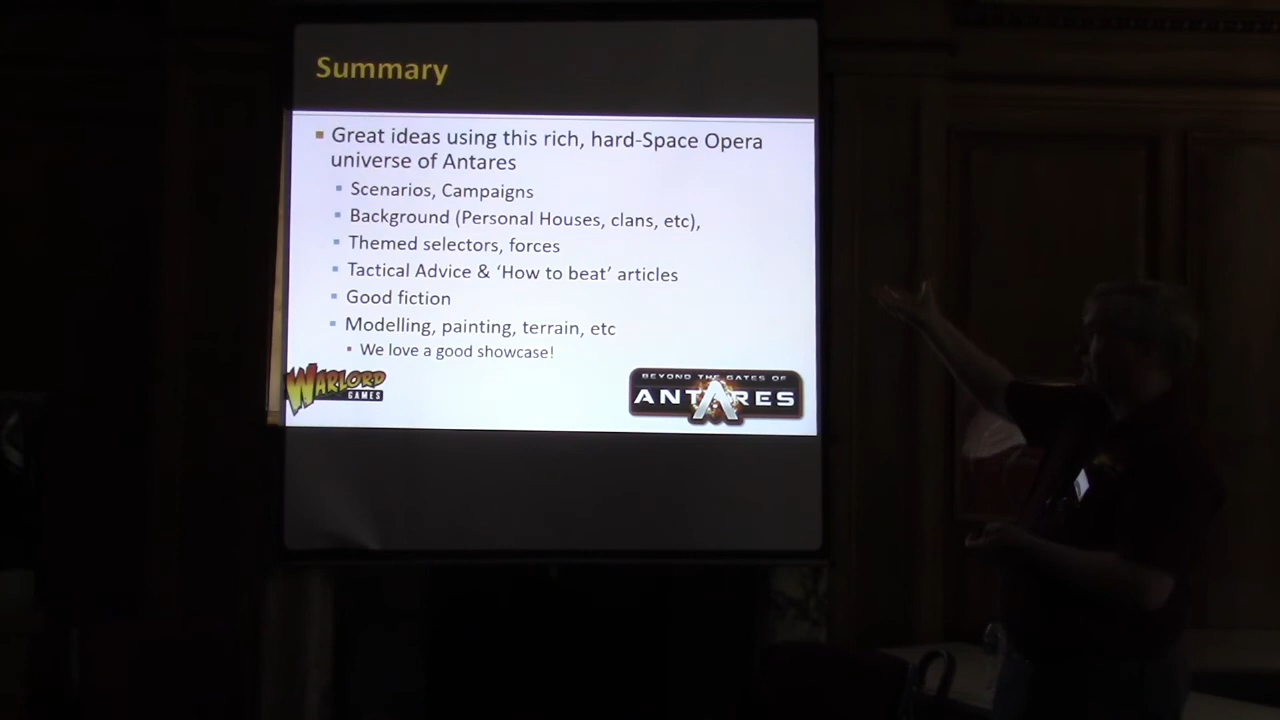 Summary
Great ideas using this rich, hard-Space Opera
universe of Antares
Scenarios, Campaigns
Background (Personal Houses, clans, etc),
Themed selectors, forces
Tactical Advice & ‘How to beat’ articles
Good fiction
Modelling, painting, terrain, etc
We love a good showcase!
WARLORD
GAMES
BEYOND THE GATES OF
ANTARES